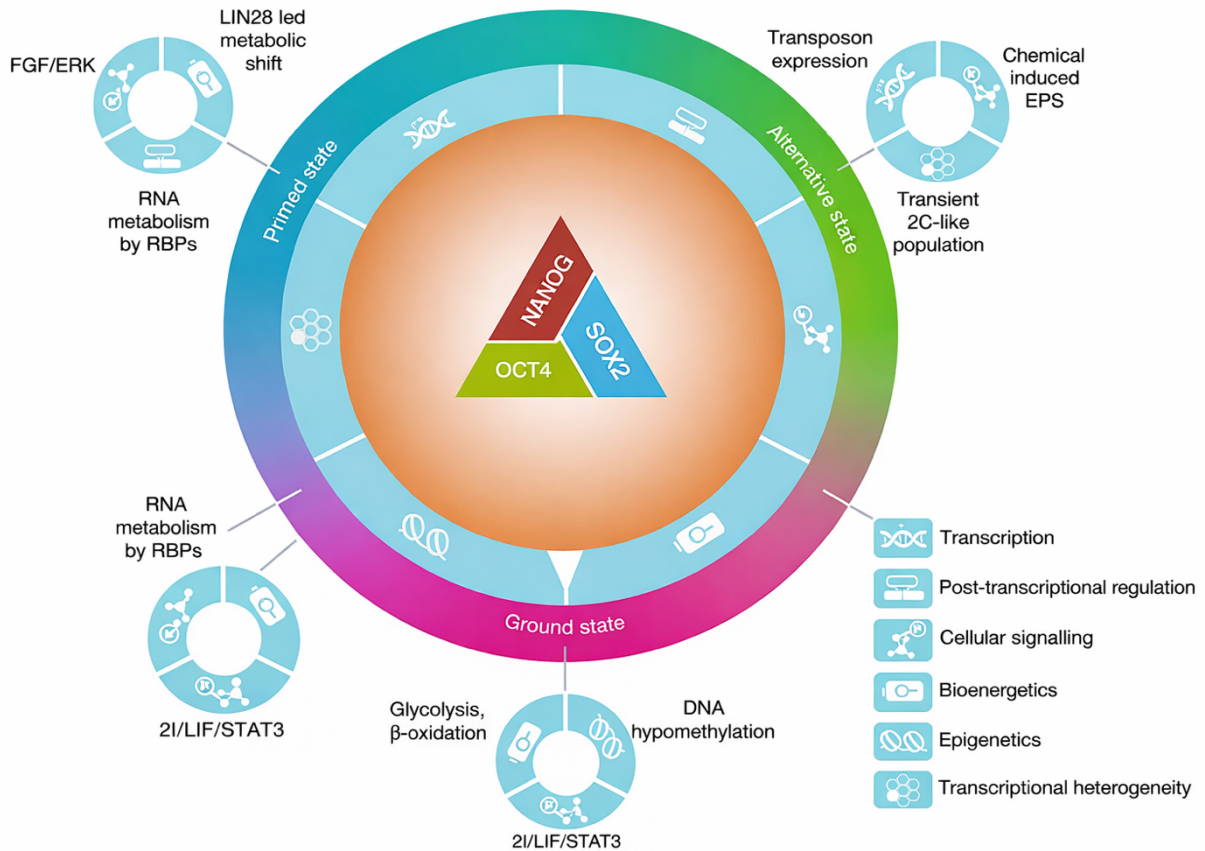 LIN28 led
metabolic
shift
FGF/ERK
RNA
metabolism
by RBPs
Transposon
expression
Chemical
induced
EPS
Transient
2C-like
population
Primed state
Alternative state
NANOG
SOX2
OCT4
RNA
metabolism
by RBPs
2I/LIF/STAT3
Ground state
Glycolysis,
β-oxidation
DNA
hypomethylation
2I/LIF/STAT3
Transcription
Post-transcriptional regulation
Cellular signalling
Bioenergetics
Epigenetics
Transcriptional heterogeneity